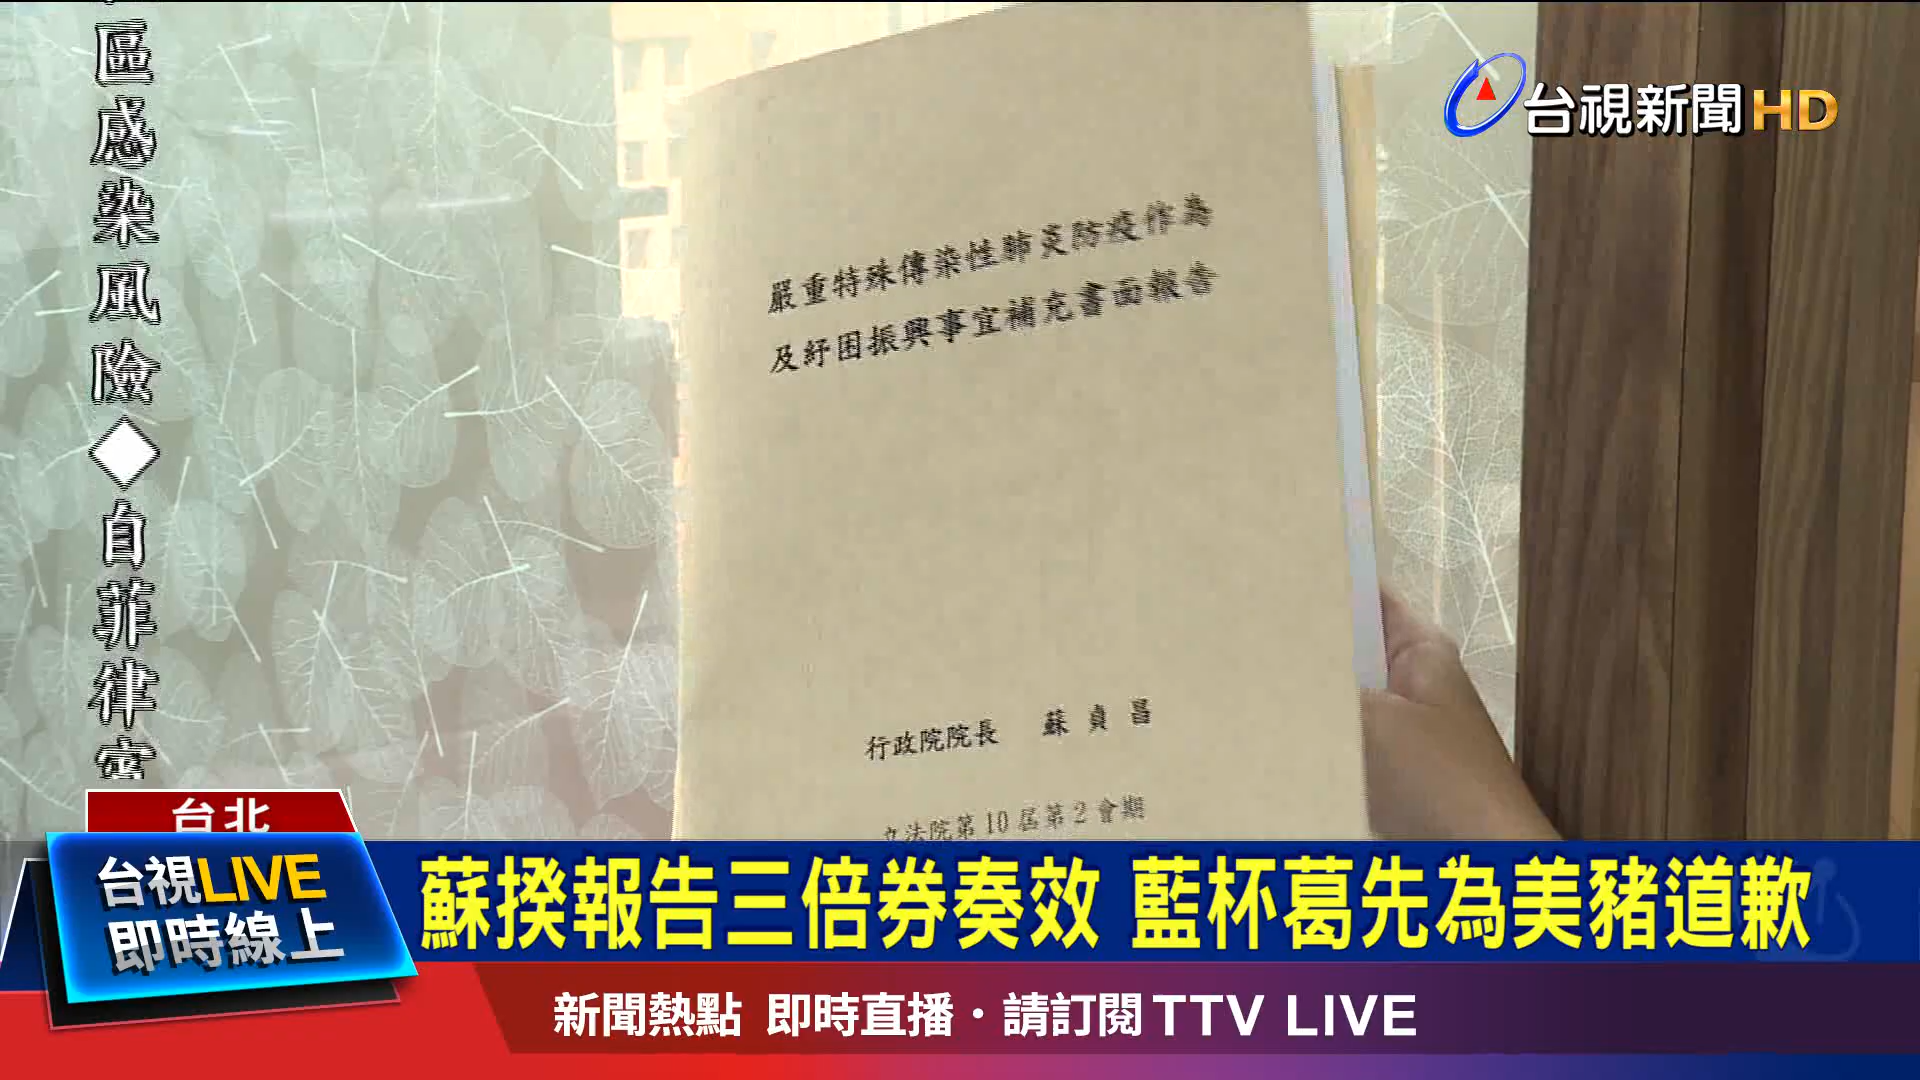 區感染風險◆自菲律賓
台視新聞HD
嚴重特殊傳染性肺炎防疫作為
及紓困振興事宜補充書面報告
行政院院長 蘇貞昌
立法院第10屆第2會期
台北
台視LIVE
即時線上
蘇揆報告三倍券奏效 藍杯葛先為美豬道歉
新聞熱點 即時直播・請訂閱TTV LIVE